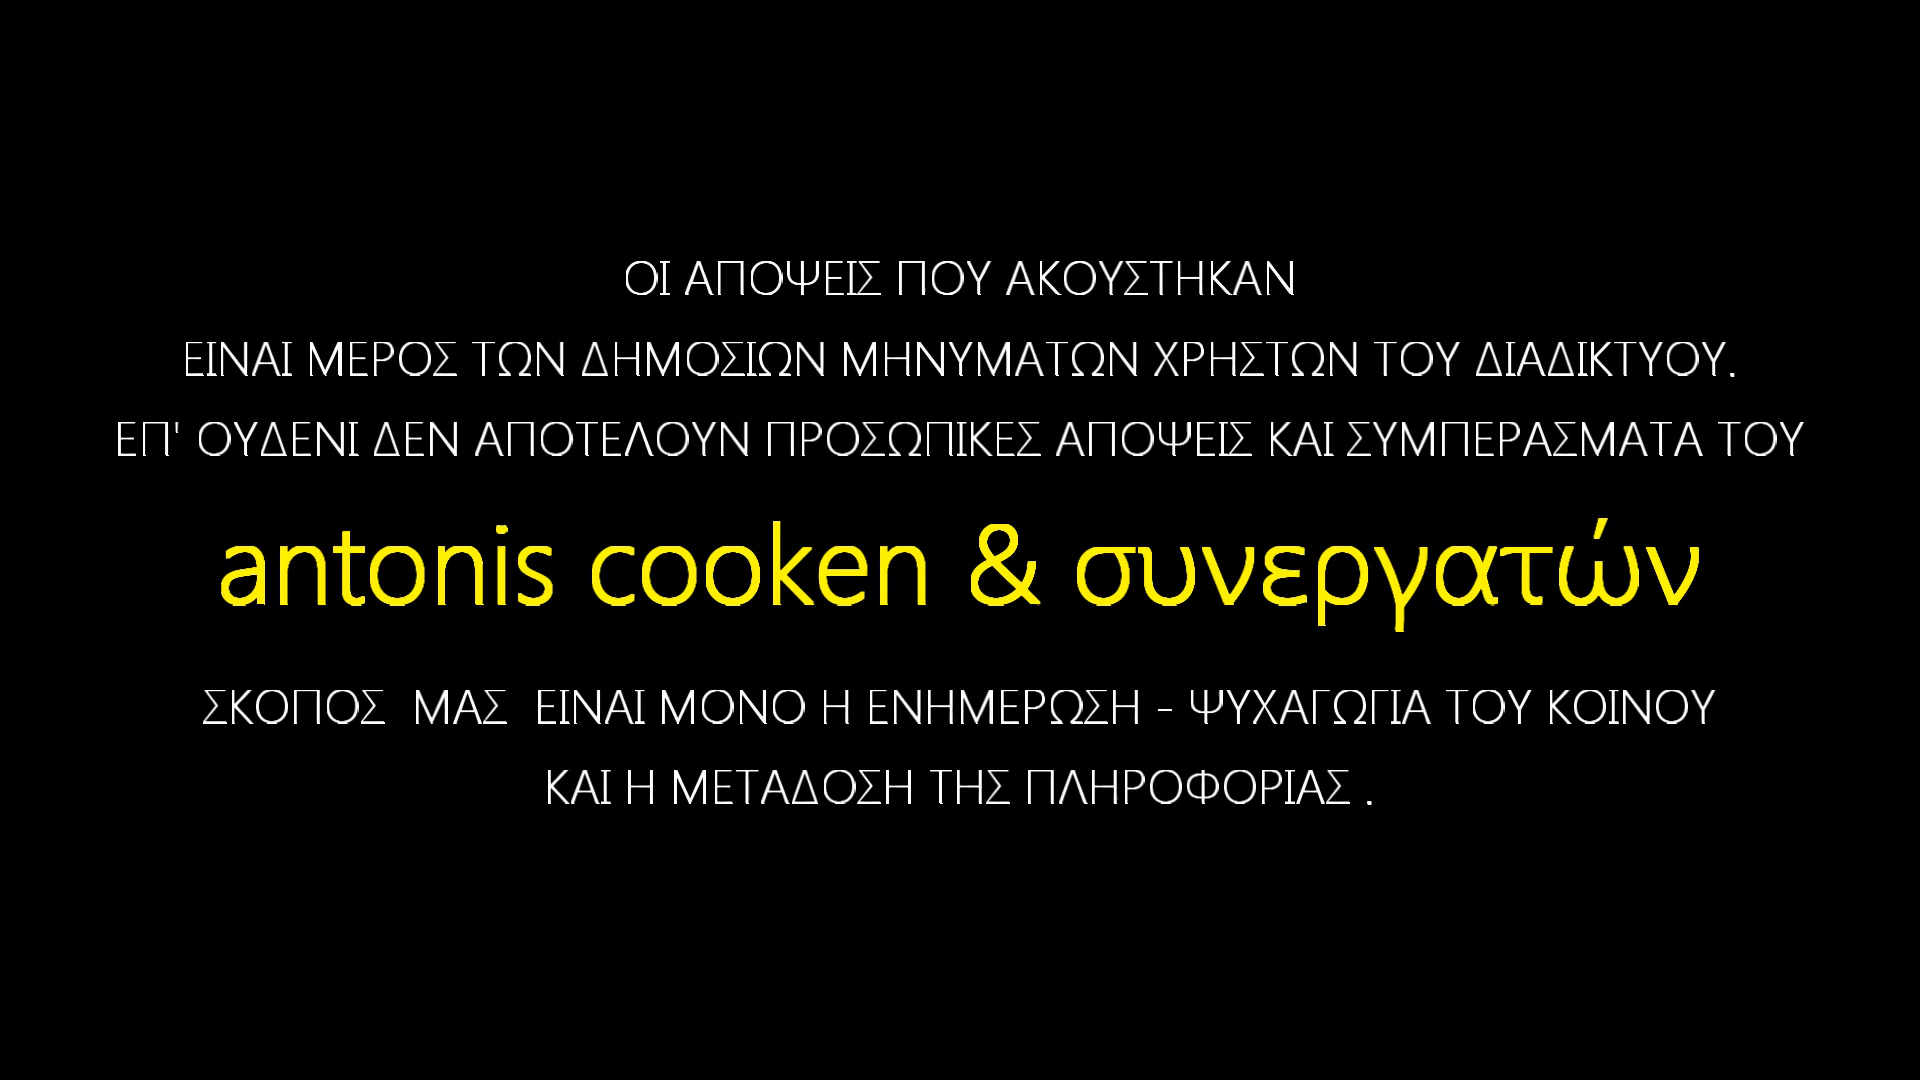 ΟΙ ΑΠΟΨΕΙΣ ΠΟΥ ΑΚΟΥΣΤΗΚΑΝ
ΕΙΝΑΙ ΜΕΡΟΣ ΤΩΝ ΔΗΜΟΣΙΩΝ ΜΗΝΥΜΑΤΩΝ ΧΡΗΣΤΩΝ ΤΟΥ ΔΙΑΔΙΚΤΥΟΥ.
ΕΠ' ΟΥΔΕΝΙ ΔΕΝ ΑΠΟΤΕΛΟΥΝ ΠΡΟΣΩΠΙΚΕΣ ΑΠΟΨΕΙΣ ΚΑΙ ΣΥΜΠΕΡΑΣΜΑΤΑ ΤΟΥ
antonis cooken & συνεργατών
ΣΚΟΠΟΣ ΜΑΣ ΕΙΝΑΙ ΜΟΝΟ Η ΕΝΗΜΕΡΩΣΗ - ΨΥΧΑΓΩΓΙΑ ΤΟΥ ΚΟΙΝΟΥ
ΚΑΙ Η ΜΕΤΑΔΟΣΗ ΤΗΣ ΠΛΗΡΟΦΟΡΙΑΣ .